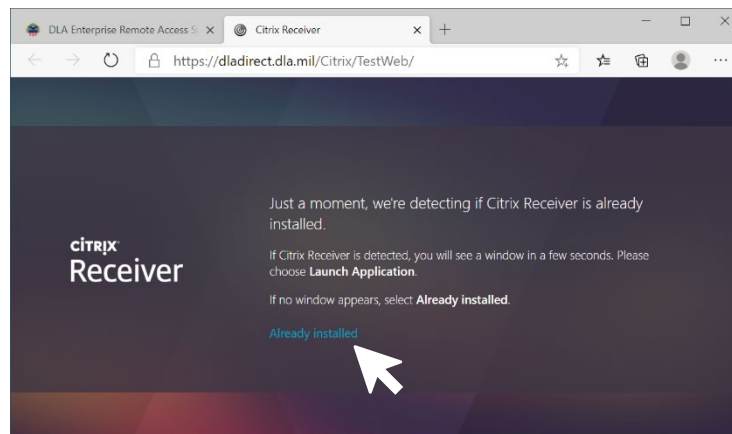 DLA Enterprise Remote Access S
Citrix Receiver
https://dladirect.dla.mil/Citrix/TestWeb/
Just a moment, we're detecting if Citrix Receiver is already
installed.
If Citrix Receiver is detected, you will see a window in a few seconds. Please
choose Launch Application.
If no window appears, select Already installed.
Already installed
CITRIX
Receiver